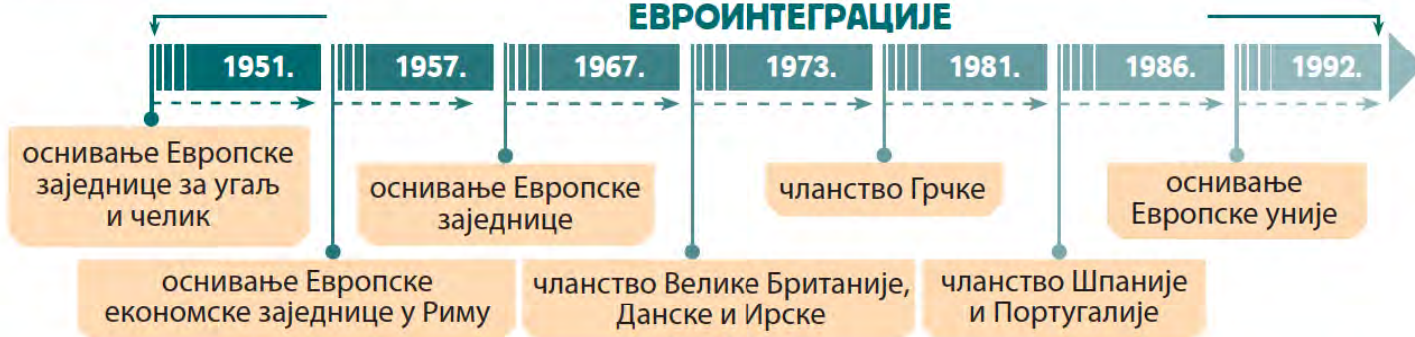 ЕВРОИНТЕГРАЦИЈЕ
1951.
1957.
1967.
1973.
1981.
1986.
1992.
оснивање Европске
заједнице за угаљ
и челик
оснивање Европске
економске заједнице у Риму
оснивање Европске
заједнице
чланство Велике Британије,
Данске и Ирске
чланство Грчке
чланство Шпаније
и Португалије
оснивање
Европске уније